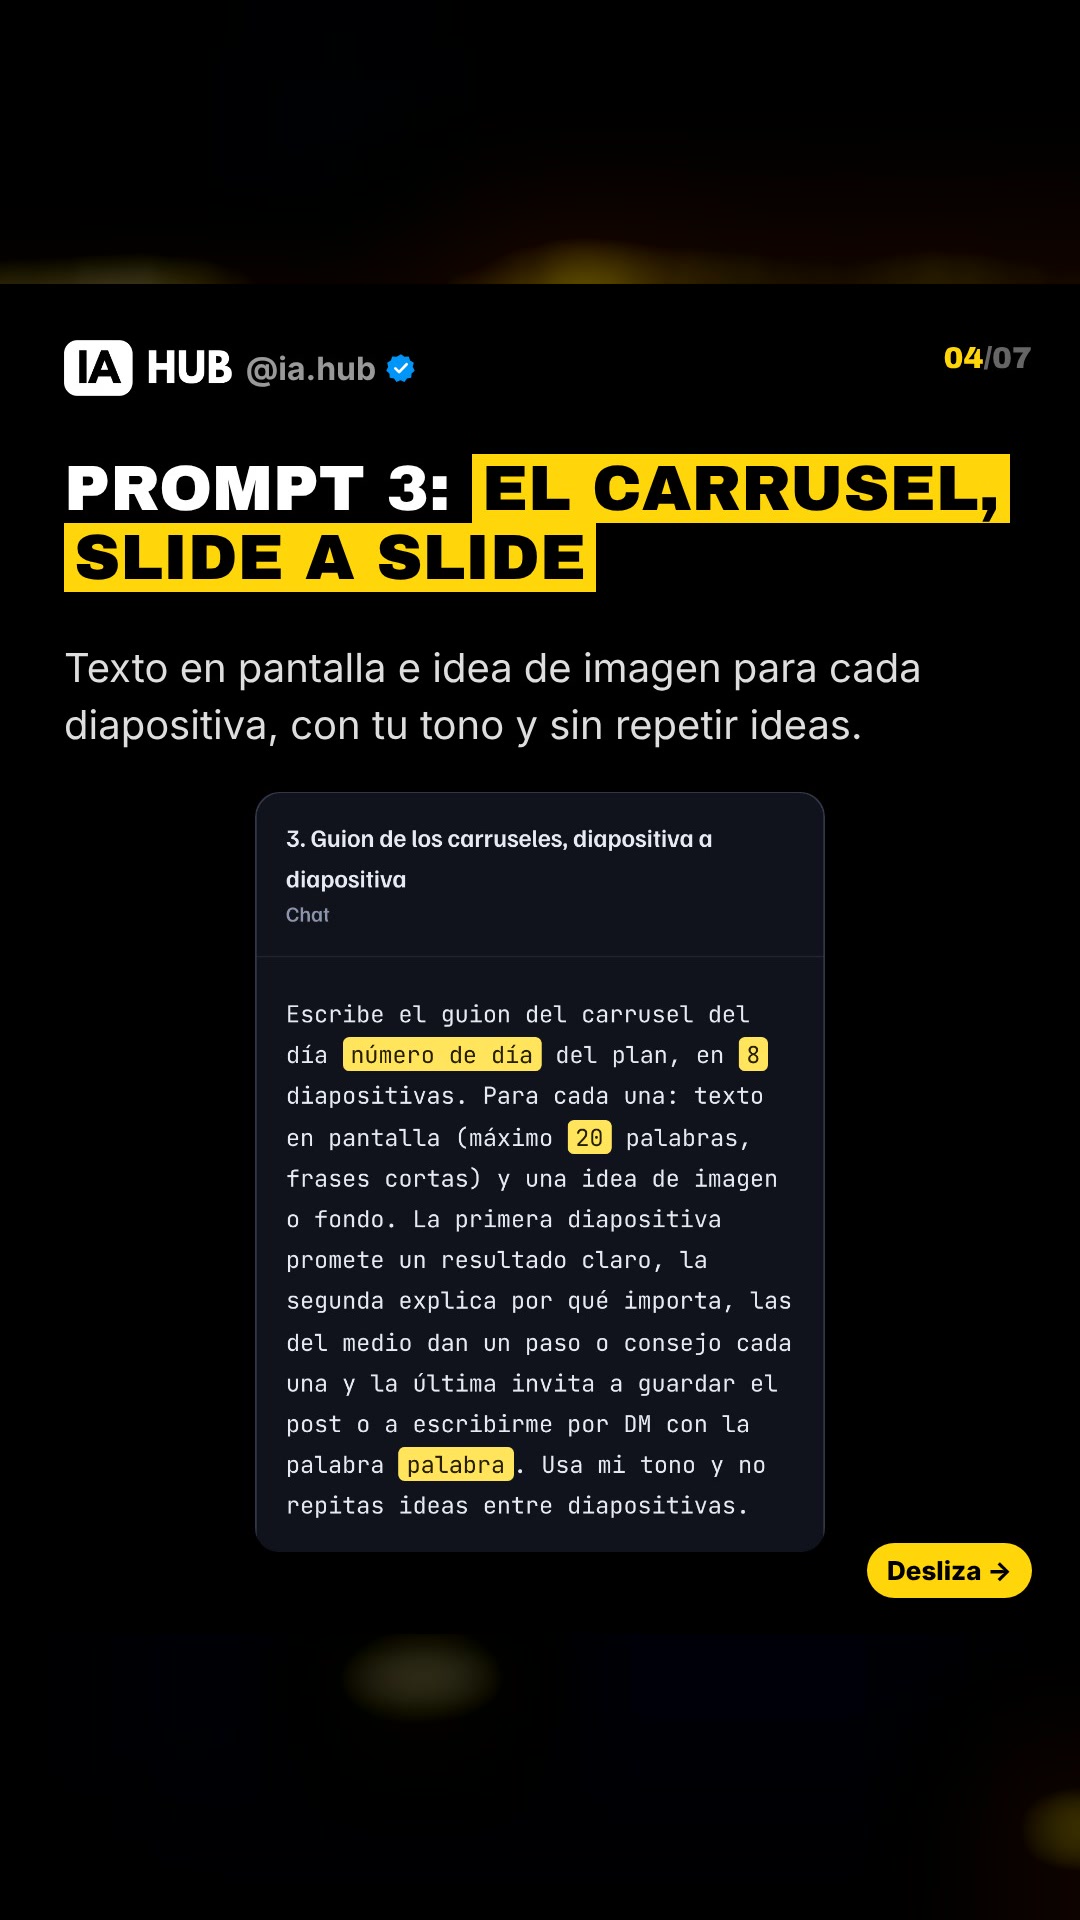 IA HUB @ia.hub
04/07
PROMPT 3: EL CARRUSEL,
SLIDE A SLIDE
Texto en pantalla e idea de imagen para cada
diapositiva, con tu tono y sin repetir ideas.
3. Guion de los carruseles, diapositiva a
diapositiva
Chat
Escribe el guion del carrusel del
día número de día del plan, en 8
diapositivas. Para cada una: texto
en pantalla (máximo 20 palabras,
frases cortas) y una idea de imagen
o fondo. La primera diapositiva
promete un resultado claro, la
segunda explica por qué importa, las
del medio dan un paso o consejo cada
una y la última invita a guardar el
post o a escribirme por DM con la
palabra palabra. Usa mi tono y no
repitas ideas entre diapositivas.
Desliza →